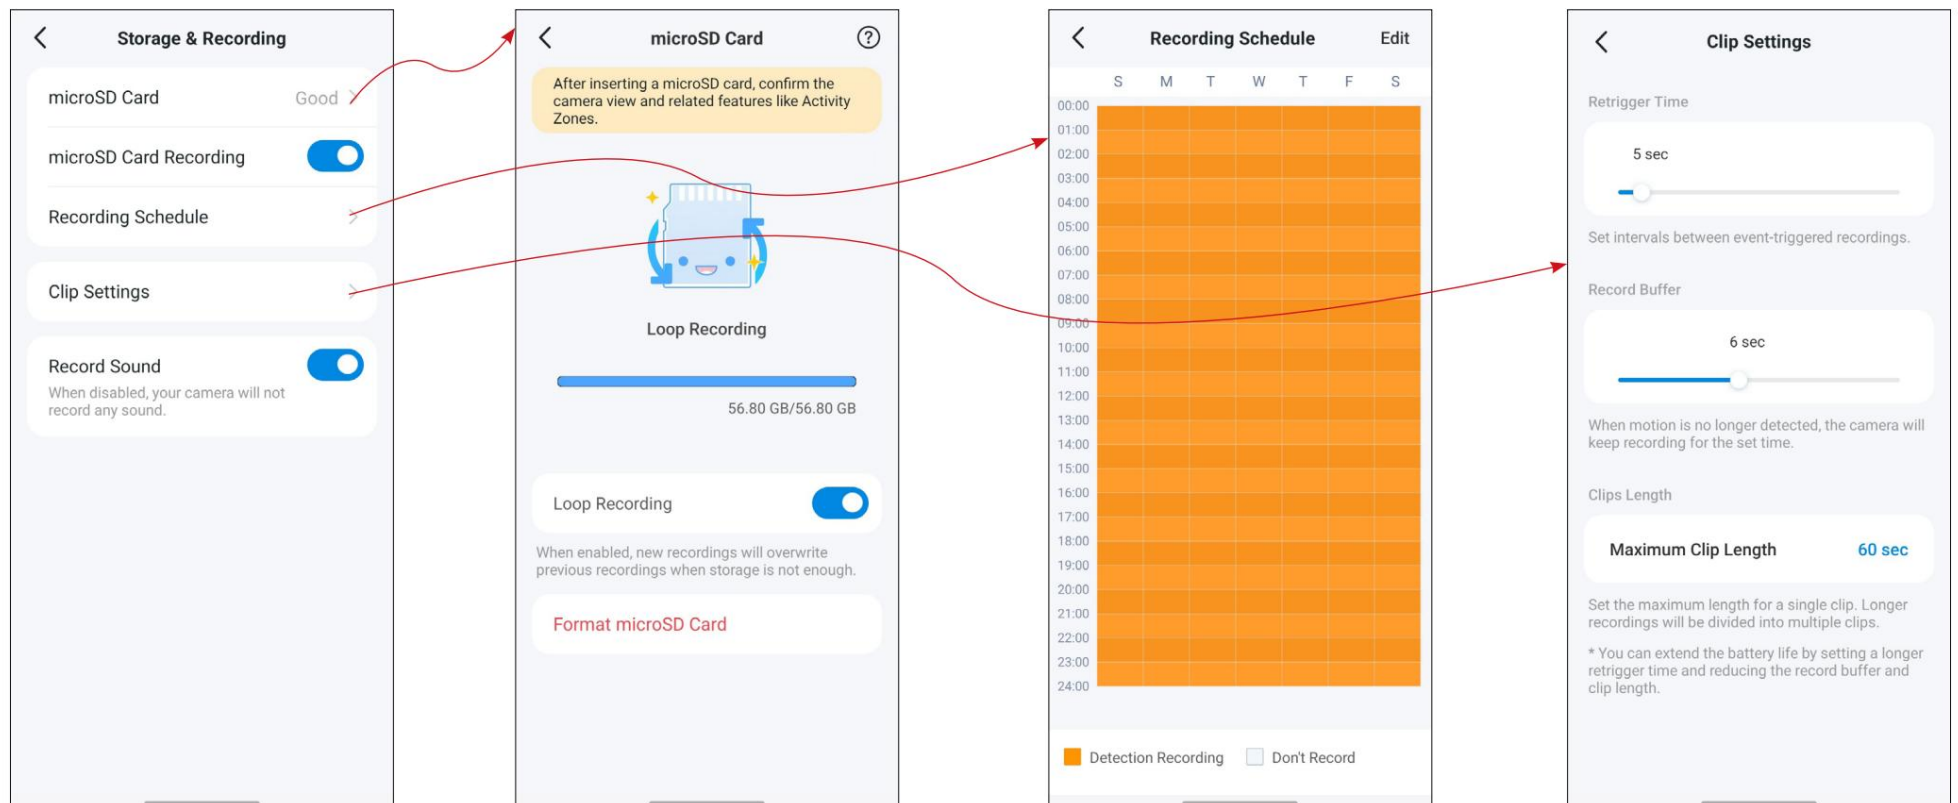 Storage & Recording
microSD Card
Good
microSD Card Recording
Recording Schedule
Clip Settings
Record Sound
When disabled, your camera will not
record any sound.
microSD Card
?
After inserting a microSD card, confirm the
camera view and related features like Activity
Zones.
Loop Recording
56.80 GB/56.80 GB
Loop Recording
When enabled, new recordings will overwrite
previous recordings when storage is not enough.
Format microSD Card
Recording Schedule
Edit
S M T W T F S
00:00
01:00
02:00
03:00
04:00
05:00
06:00
07:00
08:00
09:00
10:00
11:00
12:00
13:00
14:00
15:00
16:00
17:00
18:00
19:00
20:00
21:00
22:00
23:00
24:00
Detection Recording
Don't Record
Clip Settings
Retrigger Time
5 sec
Set intervals between event-triggered recordings.
Record Buffer
6 sec
When motion is no longer detected, the camera will
keep recording for the set time.
Clips Length
Maximum Clip Length
60 sec
Set the maximum length for a single clip. Longer
recordings will be divided into multiple clips.
* You can extend the battery life by setting a longer
retrigger time and reducing the record buffer and
clip length.